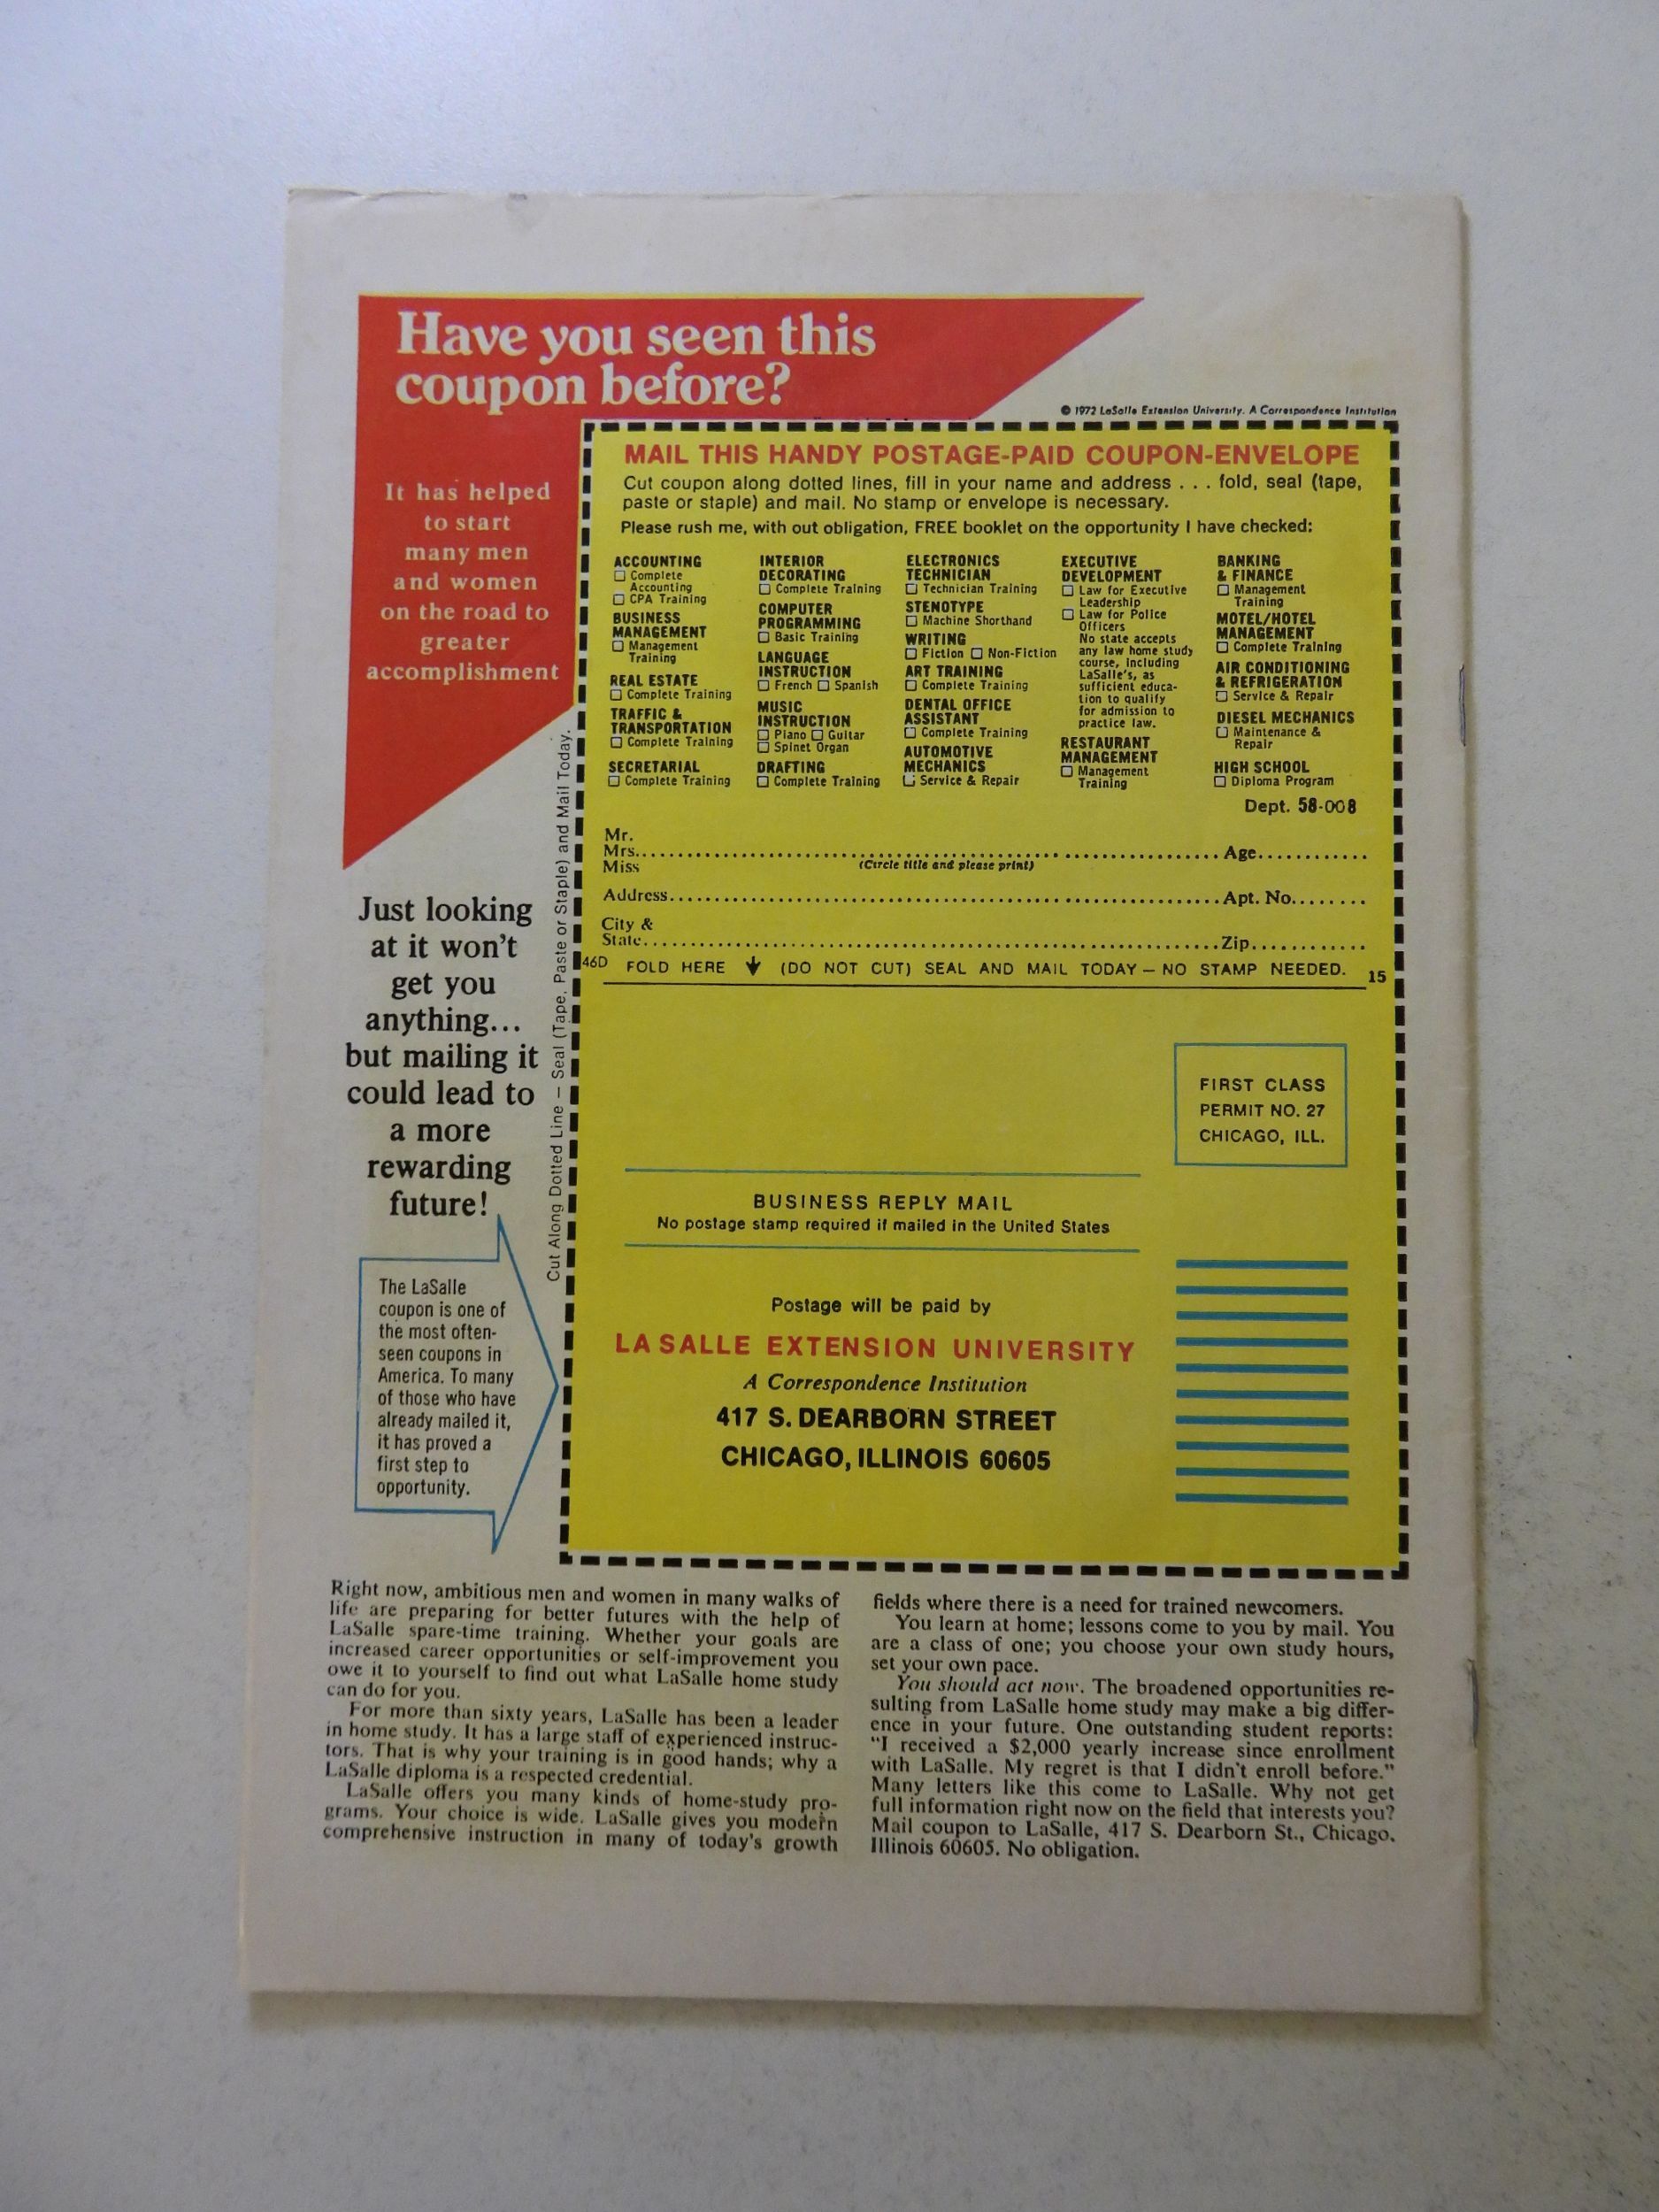 Have you seen this
coupon before?
© 1972 LaSalle Extension University. A Correspondence Institution
It has helped
to start
many men
and women
on the road to
greater
accomplishment
Just looking
at it won't
get you
anything...
but mailing it
could lead to
a more
rewarding
future!
The LaSalle
coupon is one of
the most often-
seen coupons in
America. To many
of those who have
already mailed it,
it has proved a
first step to
opportunity.
Cut Along Dotted Line — Seal (Tape, Paste or Staple) and Mail Today.
MAIL THIS HANDY POSTAGE-PAID COUPON-ENVELOPE
Cut coupon along dotted lines, fill in your name and address . . . fold, seal (tape,
paste or staple) and mail. No stamp or envelope is necessary.
Please rush me, with out obligation, FREE booklet on the opportunity I have checked:
ACCOUNTING
☐ Complete
Accounting
☐ CPA Training
BUSINESS
MANAGEMENT
☐ Management
Training
REAL ESTATE
☐ Complete Training
TRAFFIC &
TRANSPORTATION
☐ Complete Training
SECRETARIAL
☐ Complete Training
INTERIOR
DECORATING
☐ Complete Training
COMPUTER
PROGRAMMING
☐ Basic Training
LANGUAGE
INSTRUCTION
☐ French ☐ Spanish
MUSIC
INSTRUCTION
☐ Piano ☐ Guitar
☐ Spinet Organ
DRAFTING
☐ Complete Training
ELECTRONICS
TECHNICIAN
☐ Technician Training
STENOTYPE
☐ Machine Shorthand
WRITING
☐ Fiction ☐ Non-Fiction
ART TRAINING
☐ Complete Training
DENTAL OFFICE
ASSISTANT
☐ Complete Training
AUTOMOTIVE
MECHANICS
☐ Service & Repair
EXECUTIVE
DEVELOPMENT
☐ Law for Executive
Leadership
☐ Law for Police
Officers
No state accepts
any law home study
course, including
LaSalle's, as
sufficient educa-
tion to qualify
for admission to
practice law.
RESTAURANT
MANAGEMENT
☐ Management
Training
BANKING
& FINANCE
☐ Management
Training
MOTEL/HOTEL
MANAGEMENT
☐ Complete Training
AIR CONDITIONING
& REFRIGERATION
☐ Service & Repair
DIESEL MECHANICS
☐ Maintenance &
Repair
HIGH SCHOOL
☐ Diploma Program
Dept. 58-008
Mr.
Mrs. Age
Miss (Circle title and please print)
Address Apt. No.
City &
State Zip
46D FOLD HERE (DO NOT CUT) SEAL AND MAIL TODAY — NO STAMP NEEDED. 15
FIRST CLASS
PERMIT NO. 27
CHICAGO, ILL.
BUSINESS REPLY MAIL
No postage stamp required if mailed in the United States
Postage will be paid by
LA SALLE EXTENSION UNIVERSITY
A Correspondence Institution
417 S. DEARBORN STREET
CHICAGO, ILLINOIS 60605
Right now, ambitious men and women in many walks of
life are preparing for better futures with the help of
LaSalle spare-time training. Whether your goals are
increased career opportunities or self-improvement you
owe it to yourself to find out what LaSalle home study
can do for you.
For more than sixty years, LaSalle has been a leader
in home study. It has a large staff of experienced instruc-
tors. That is why your training is in good hands; why a
LaSalle diploma is a respected credential.
LaSalle offers you many kinds of home-study pro-
grams. Your choice is wide. LaSalle gives you modern
comprehensive instruction in many of today's growth
fields where there is a need for trained newcomers.
You learn at home; lessons come to you by mail. You
are a class of one; you choose your own study hours,
set your own pace.
You should act now. The broadened opportunities re-
sulting from LaSalle home study may make a big differ-
ence in your future. One outstanding student reports:
"I received a $2,000 yearly increase since enrollment
with LaSalle. My regret is that I didn't enroll before."
Many letters like this come to LaSalle. Why not get
full information right now on the field that interests you?
Mail coupon to LaSalle, 417 S. Dearborn St., Chicago,
Illinois 60605. No obligation.